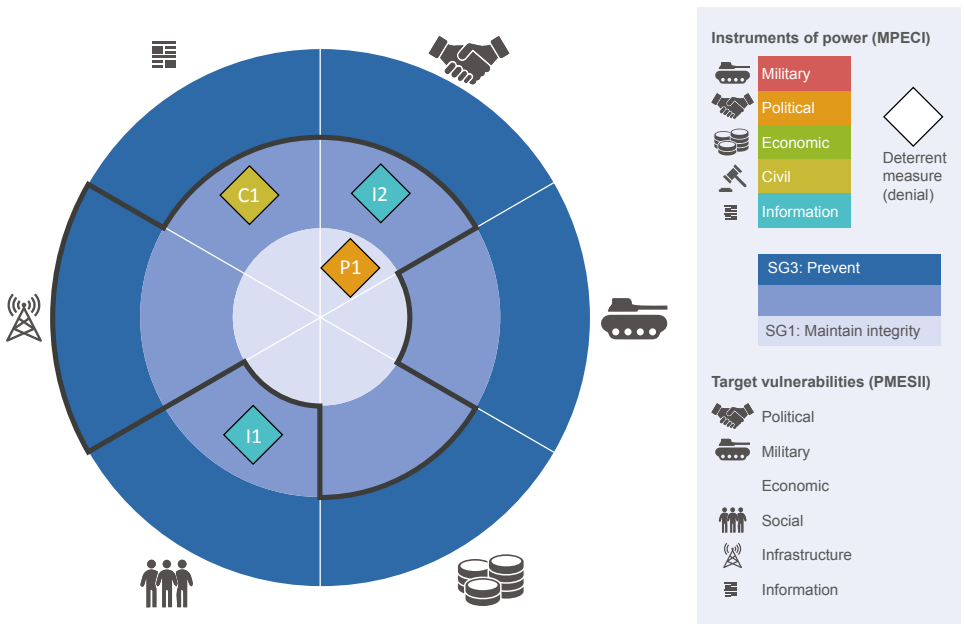 C1
I2
P1
I1
Instruments of power (MPECI)
Military
Political
Economic
Civil
Information
Deterrent
measure
(denial)
SG3: Prevent
SG1: Maintain integrity
Target vulnerabilities (PMESII)
Political
Military
Economic
Social
Infrastructure
Information